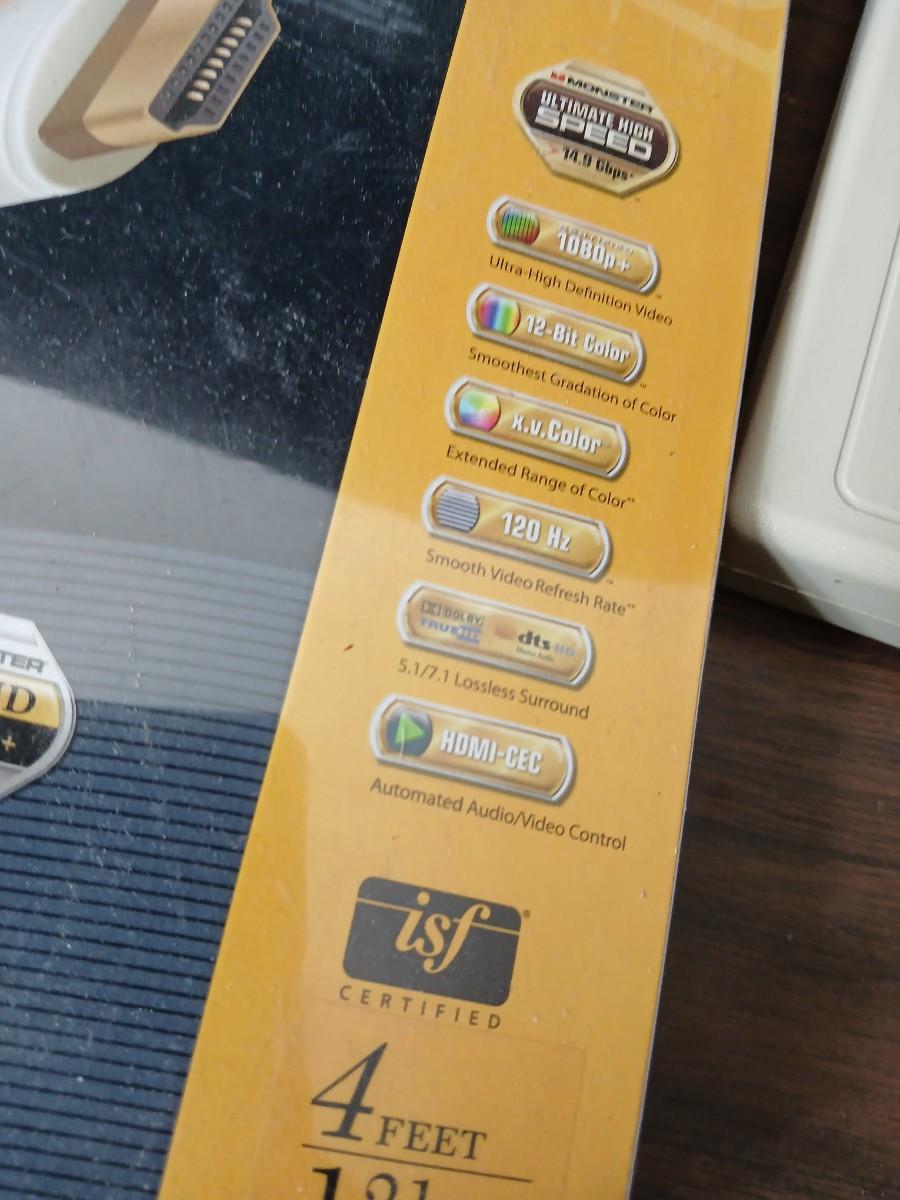 MONSTER
ULTIMATE HIGH
SPEED
14.9 Gbps*
1080p+
Ultra-High Definition Video
12-Bit Color
Smoothest Gradation of Color
x.v.Color
Extended Range of Color**
120 Hz
Smooth Video Refresh Rate**
DOLBY
TRUE HD
dts HD
Master Audio
5.1/7.1 Lossless Surround
HDMI-CEC
Automated Audio/Video Control
isf®
CERTIFIED
4 FEET
TER
D
+